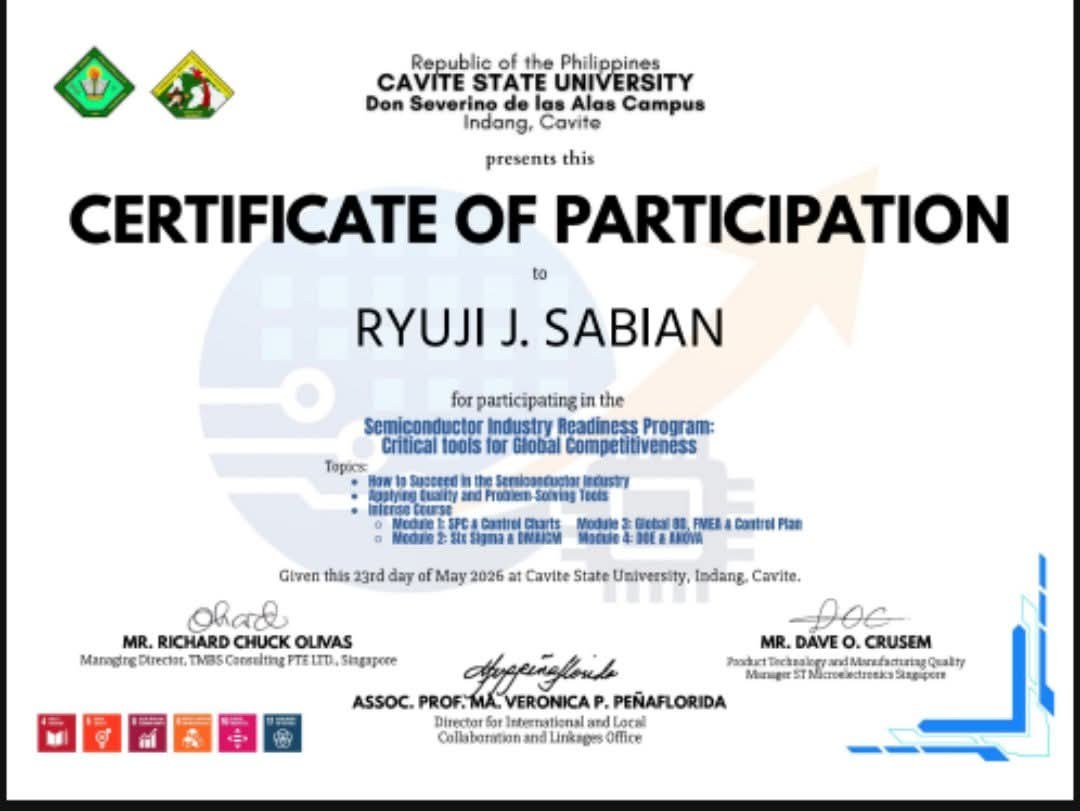 Republic of the Philippines
CAVITE STATE UNIVERSITY
Don Severino de las Alas Campus
Indang, Cavite
presents this
CERTIFICATE OF PARTICIPATION
to
RYUJI J. SABIAN
for participating in the
Semiconductor Industry Readiness Program:
Critical tools for Global Competitiveness
Topics:
How to Succeed in the Semiconductor Industry
Applying Quality and Problem-Solving Tools
Intense Course
Module 1: SPC & Control Charts Module 3: Global 8D, FMEA & Control Plan
Module 2: Six Sigma & DMAICM Module 4: DOE & ANOVA
Given this 23rd day of May 2026 at Cavite State University, Indang, Cavite.
MR. RICHARD CHUCK OLIVAS
Managing Director, TMBS Consulting PTE LTD., Singapore
MR. DAVE O. CRUSEM
Product Technology and Manufacturing Quality
Manager ST Microelectronics Singapore
ASSOC. PROF. MA. VERONICA P. PEÑAFLORIDA
Director for International and Local
Collaboration and Linkages Office